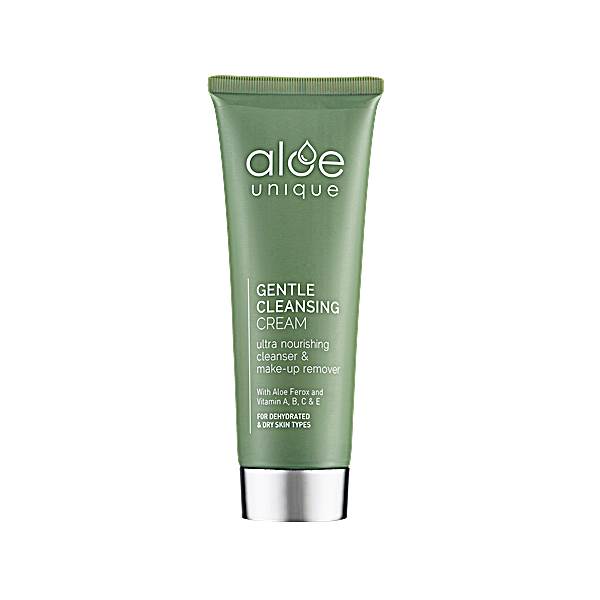 aloe
unique
GENTLE
CLEANSING
CREAM
ultra nourishing
cleanser &
make-up remover
With Aloe Ferox and
Vitamin A, B, C & E
FOR DEHYDRATED
& DRY SKIN TYPES